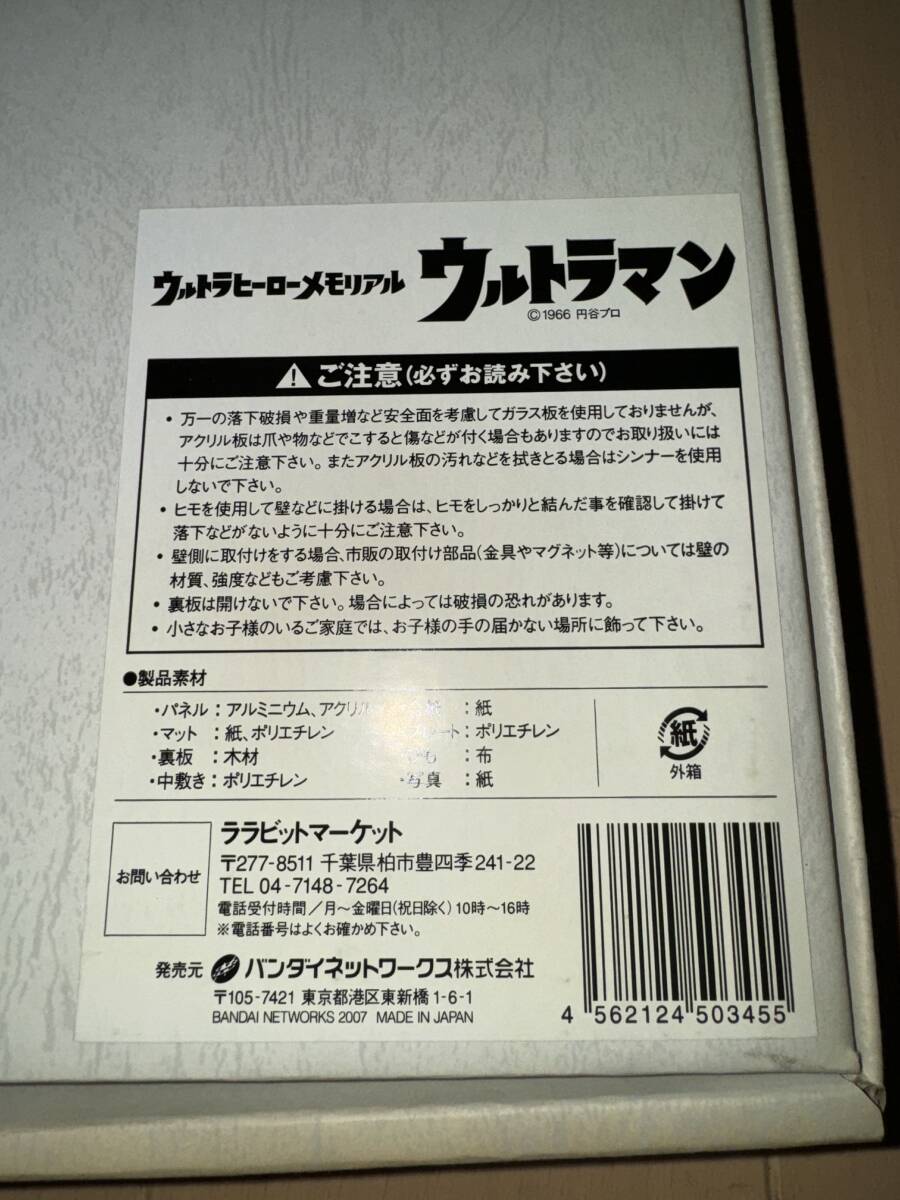 ウルトラヒーローメモリアル ウルトラマン
©1966 円谷プロ
ご注意(必ずお読み下さい)
・万一の落下破損や重量増など安全面を考慮してガラス板を使用しておりませんが、
アクリル板は爪や物などでこすると傷などが付く場合もありますのでお取り扱いには
十分にご注意下さい。またアクリル板の汚れなどを拭きとる場合はシンナーを使用
しないで下さい。
・ヒモを使用して壁などに掛ける場合は、ヒモをしっかりと結んだ事を確認して掛けて
落下などがないように十分にご注意下さい。
・壁側に取付けをする場合、市販の取付け部品(金具やマグネット等)については壁の
材質、強度などもご考慮下さい。
・裏板は開けないで下さい。場合によっては破損の恐れがあります。
・小さなお子様のいるご家庭では、お子様の手の届かない場所に飾って下さい。
●製品素材
・パネル：アルミニウム、アクリル ：紙
・マット：紙、ポリエチレン ート：ポリエチレン
・裏板：木材 も：布
・中敷き：ポリエチレン ・写真：紙
紙
外箱
お問い合わせ
ララビットマーケット
〒277-8511 千葉県柏市豊四季241-22
TEL 04-7148-7264
電話受付時間／月～金曜日(祝日除く)10時～16時
※電話番号はよくお確かめ下さい。
発売元 バンダイネットワークス株式会社
〒105-7421 東京都港区東新橋1-6-1
BANDAI NETWORKS 2007 MADE IN JAPAN
4 562124 503455